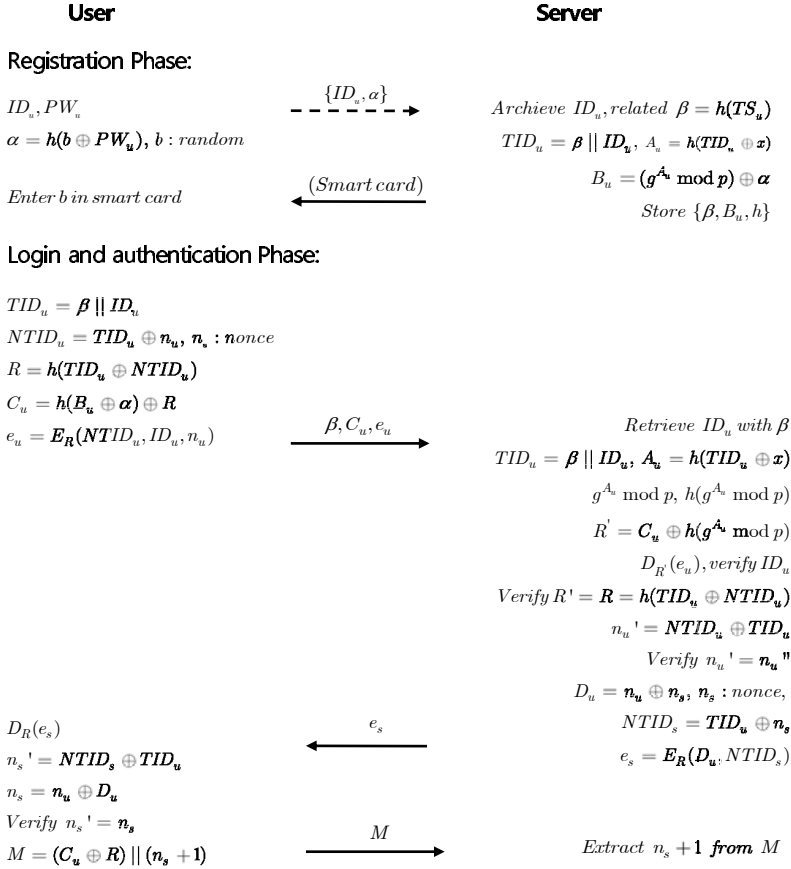 User
Server
Registration Phase:
ID_u, PW_u
{ID_u, α}
Archieve ID_u, related β = h(TS_u)
α = h(b ⊕ PW_u), b : random
TID_u = β || ID_u, A_u = h(TID_u ⊕ x)
B_u = (g^{A_u} mod p) ⊕ α
Enter b in smart card
(Smart card)
Store {β, B_u, h}
Login and authentication Phase:
TID_u = β || ID_u
NTID_u = TID_u ⊕ n_u, n_u : nonce
R = h(TID_u ⊕ NTID_u)
C_u = h(B_u ⊕ α) ⊕ R
e_u = E_R(NTID_u, ID_u, n_u)
β, C_u, e_u
Retrieve ID_u with β
TID_u = β || ID_u, A_u = h(TID_u ⊕ x)
g^{A_u} mod p, h(g^{A_u} mod p)
R' = C_u ⊕ h(g^{A_u} mod p)
D_{R'}(e_u), verify ID_u
Verify R' = R = h(TID_u ⊕ NTID_u)
n_u' = NTID_u ⊕ TID_u
Verify n_u' = n_u"
D_u = n_u ⊕ n_s, n_s : nonce,
NTID_s = TID_u ⊕ n_s
e_s = E_R(D_u, NTID_s)
e_s
D_R(e_s)
n_s' = NTID_s ⊕ TID_u
n_s = n_u ⊕ D_u
Verify n_s' = n_s
M = (C_u ⊕ R) || (n_s + 1)
M
Extract n_s + 1 from M